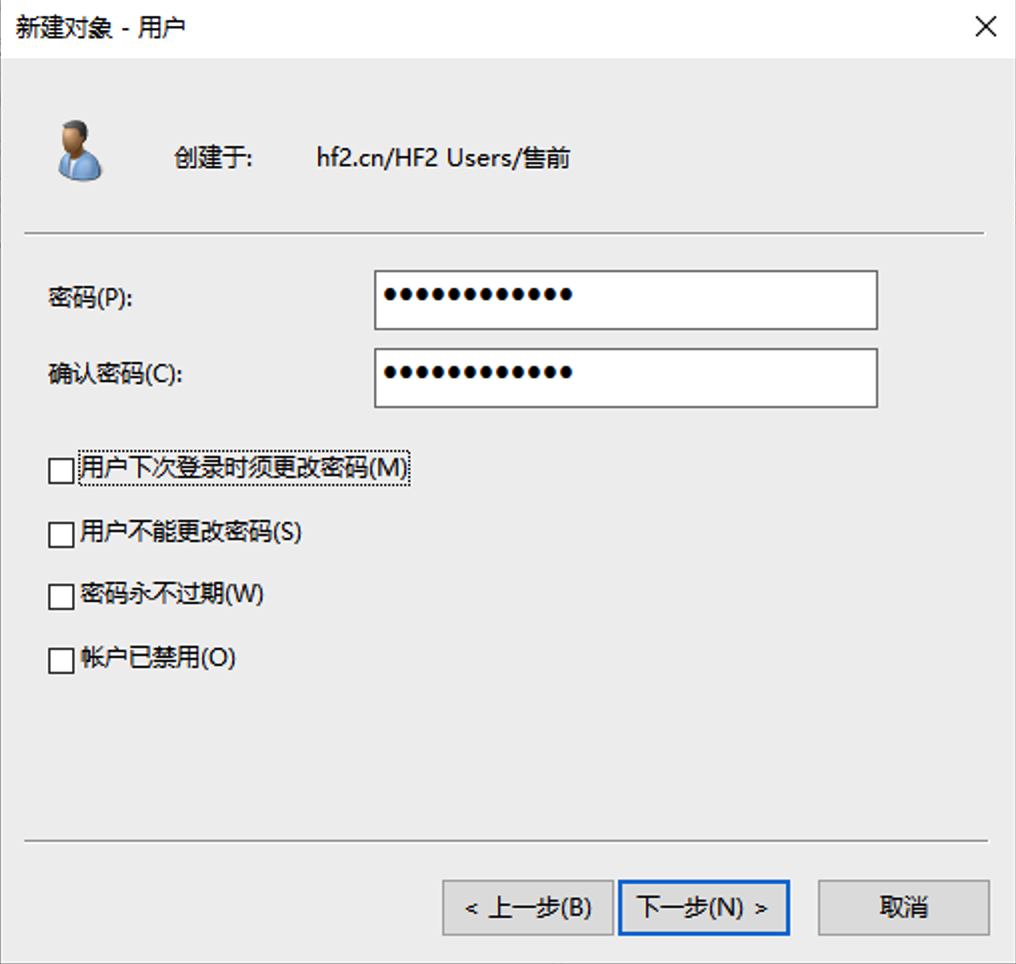 新建对象 - 用户
创建于: hf2.cn/HF2 Users/售前
密码(P): ●●●●●●●●●●●●
确认密码(C): ●●●●●●●●●●●●
用户下次登录时须更改密码(M)
用户不能更改密码(S)
密码永不过期(W)
帐户已禁用(O)
< 上一步(B) 下一步(N) > 取消